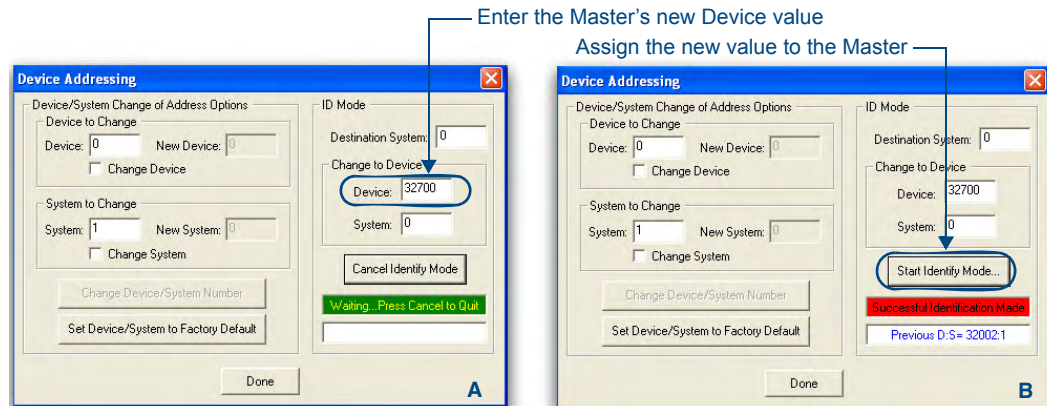 Enter the Master's new Device value
Assign the new value to the Master
Device Addressing
Device/System Change of Address Options
Device to Change
Device: 0 New Device: 0
Change Device
System to Change
System: 1 New System: 0
Change System
Change Device/System Number
Set Device/System to Factory Default
ID Mode
Destination System: 0
Change to Device
Device: 32700
System: 0
Cancel Identify Mode
Waiting...Press Cancel to Quit
Done
A
Device Addressing
Device/System Change of Address Options
Device to Change
Device: 0 New Device: 0
Change Device
System to Change
System: 1 New System: 0
Change System
Change Device/System Number
Set Device/System to Factory Default
ID Mode
Destination System: 0
Change to Device
Device: 32700
System: 0
Start Identify Mode...
Successful Identification Made
Previous D:S= 32002:1
Done
B